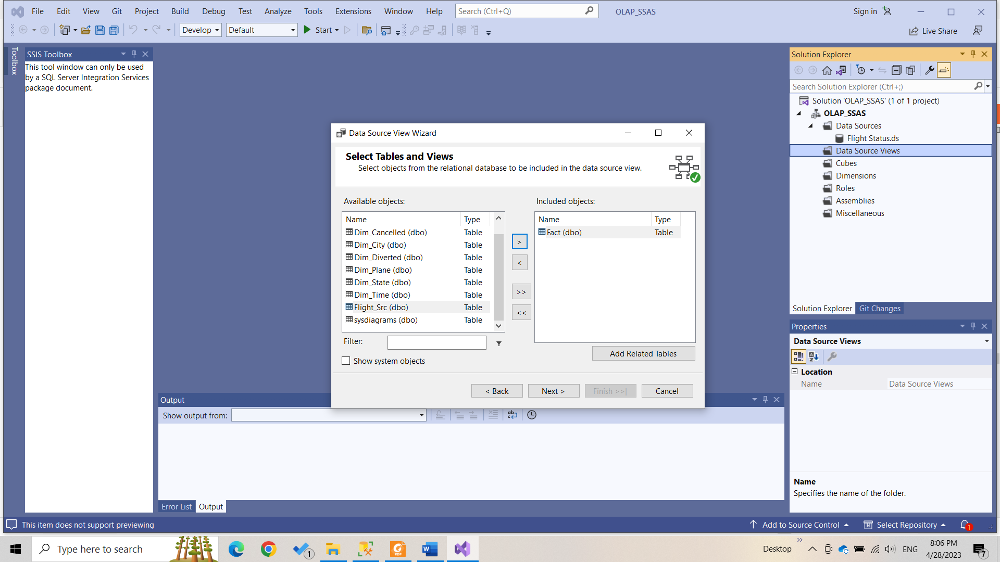 File Edit View Git Project Build Debug Test Analyze Tools Extensions Window Help Search (Ctrl+Q) OLAP_SSAS Sign in
Develop Default Start Live Share
Toolbox
SSIS Toolbox
This tool window can only be used
by a SQL Server Integration Services
package document.
Data Source View Wizard
Select Tables and Views
Select objects from the relational database to be included in the data source view.
Available objects:
Name Type
Dim_Cancelled (dbo) Table
Dim_City (dbo) Table
Dim_Diverted (dbo) Table
Dim_Plane (dbo) Table
Dim_State (dbo) Table
Dim_Time (dbo) Table
Flight_Src (dbo) Table
sysdiagrams (dbo) Table
Filter:
Show system objects
>
<
>>
<<
Included objects:
Name Type
Fact (dbo) Table
Add Related Tables
< Back Next > Finish >>| Cancel
Output
Show output from:
Error List Output
Solution Explorer
Search Solution Explorer (Ctrl+;)
Solution 'OLAP_SSAS' (1 of 1 project)
OLAP_SSAS
Data Sources
Flight Status.ds
Data Source Views
Cubes
Dimensions
Roles
Assemblies
Miscellaneous
Solution Explorer Git Changes
Properties
Data Source Views
Location
Name Data Source Views
Name
Specifies the name of the folder.
This item does not support previewing Add to Source Control Select Repository 1
Type here to search 1 PDF Desktop ENG 8:06 PM
4/28/2023 7